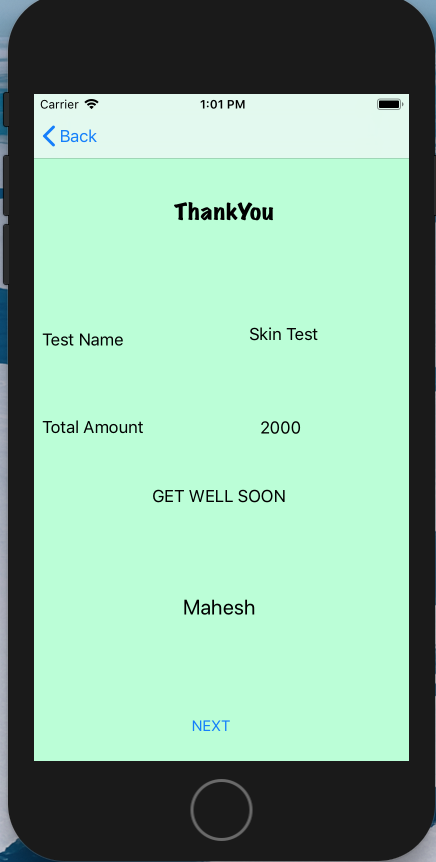 Carrier 1:01 PM
Back
ThankYou
Test Name Skin Test
Total Amount 2000
GET WELL SOON
Mahesh
NEXT